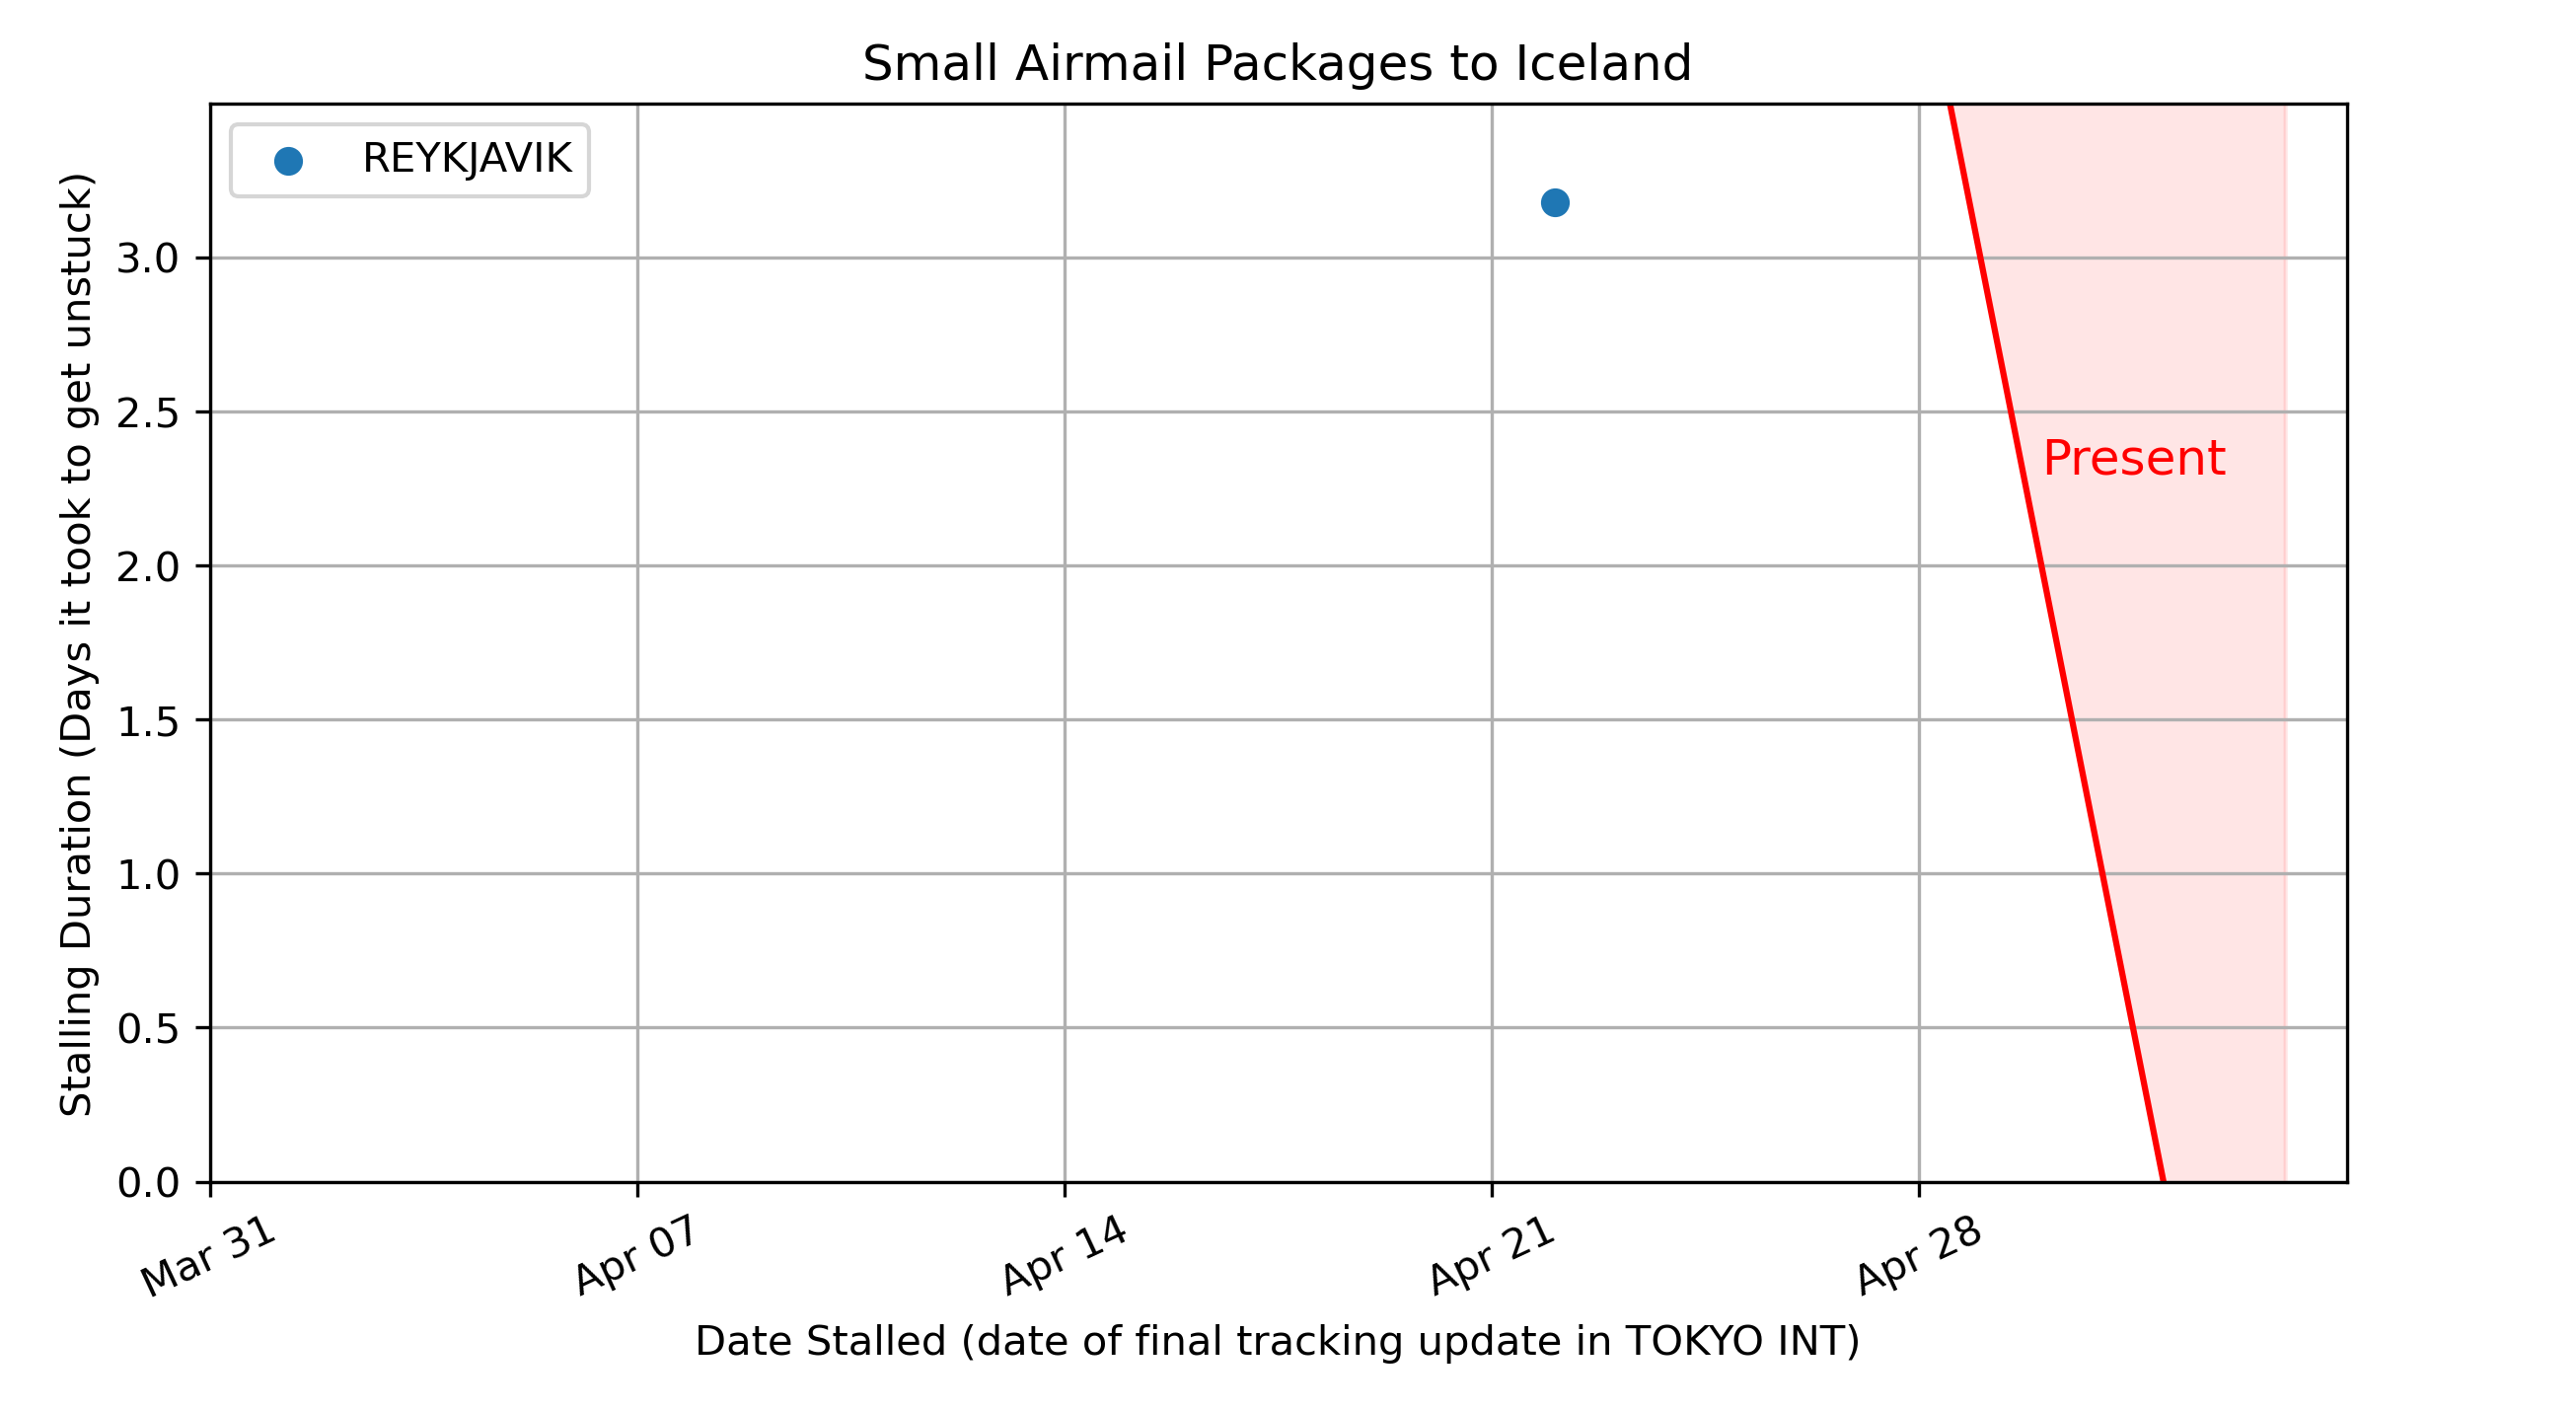 Small Airmail Packages to Iceland
REYKJAVIK
Stalling Duration (Days it took to get unstuck)
3.0
2.5
2.0
1.5
1.0
0.5
0.0
Present
Mar 31
Apr 07
Apr 14
Apr 21
Apr 28
Date Stalled (date of final tracking update in TOKYO INT)